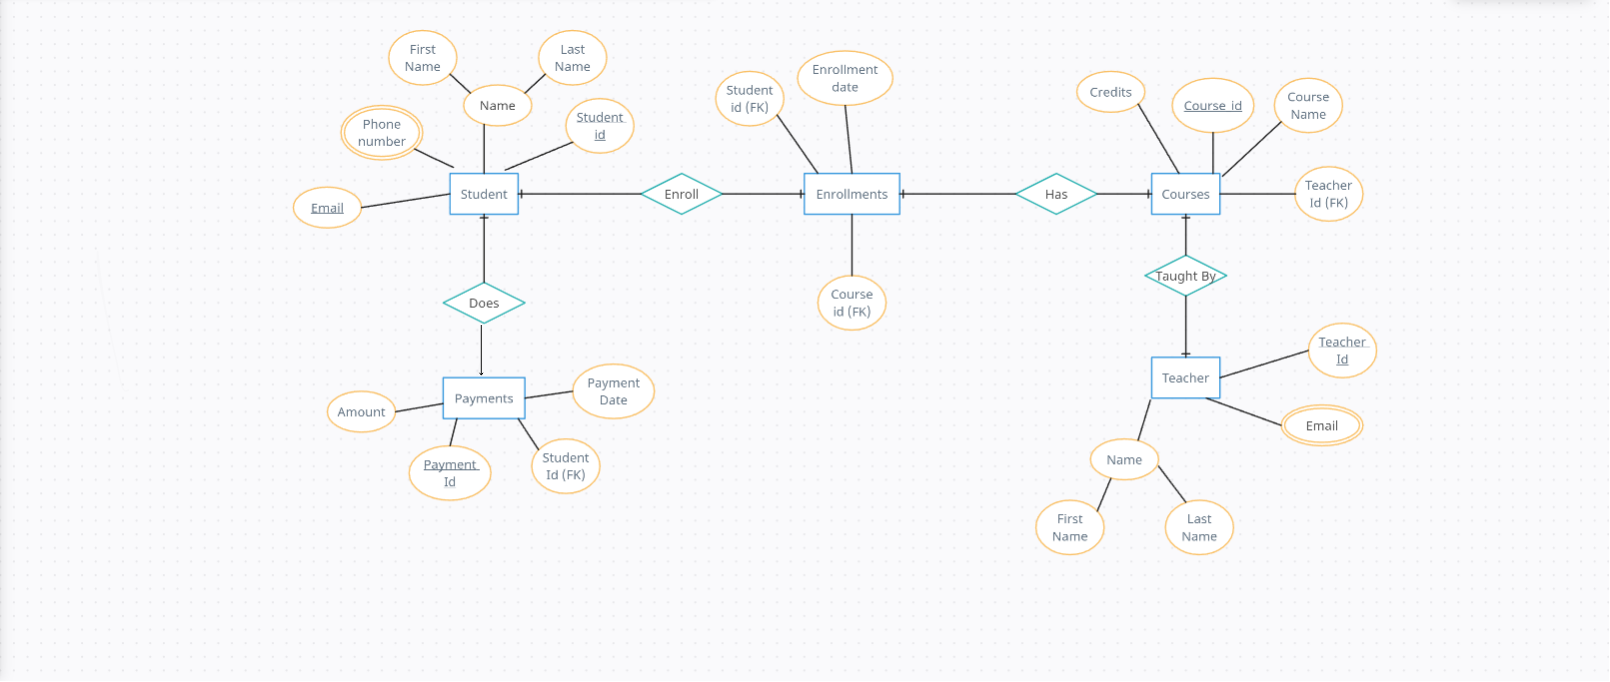 First
Name
Last
Name
Name
Phone
number
Student
id
Email
Student
Enroll
Student
id (FK)
Enrollment
date
Enrollments
Course
id (FK)
Has
Credits
Course_id
Course
Name
Courses
Teacher
Id (FK)
Taught By
Teacher
Teacher
Id
Email
Name
First
Name
Last
Name
Does
Payments
Amount
Payment
Date
Payment
Id
Student
Id (FK)